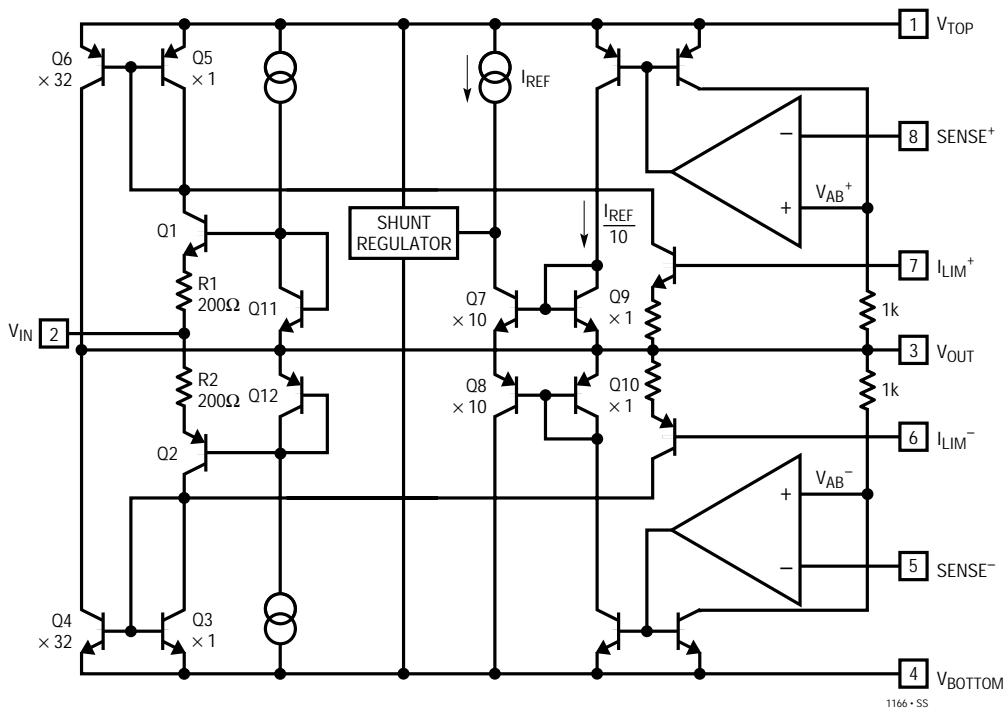 Q6
× 32
Q5
× 1
I_REF
1 V_TOP
8 SENSE⁺
V_AB⁺
−
+
Q1
SHUNT
REGULATOR
I_REF
10
7 I_LIM⁺
R1
200Ω
Q11
Q7
× 10
Q9
× 1
1k
V_IN 2
3 V_OUT
R2
200Ω
Q12
Q8
× 10
Q10
× 1
1k
6 I_LIM⁻
Q2
V_AB⁻
+
−
5 SENSE⁻
Q4
× 32
Q3
× 1
4 V_BOTTOM
1166 • SS